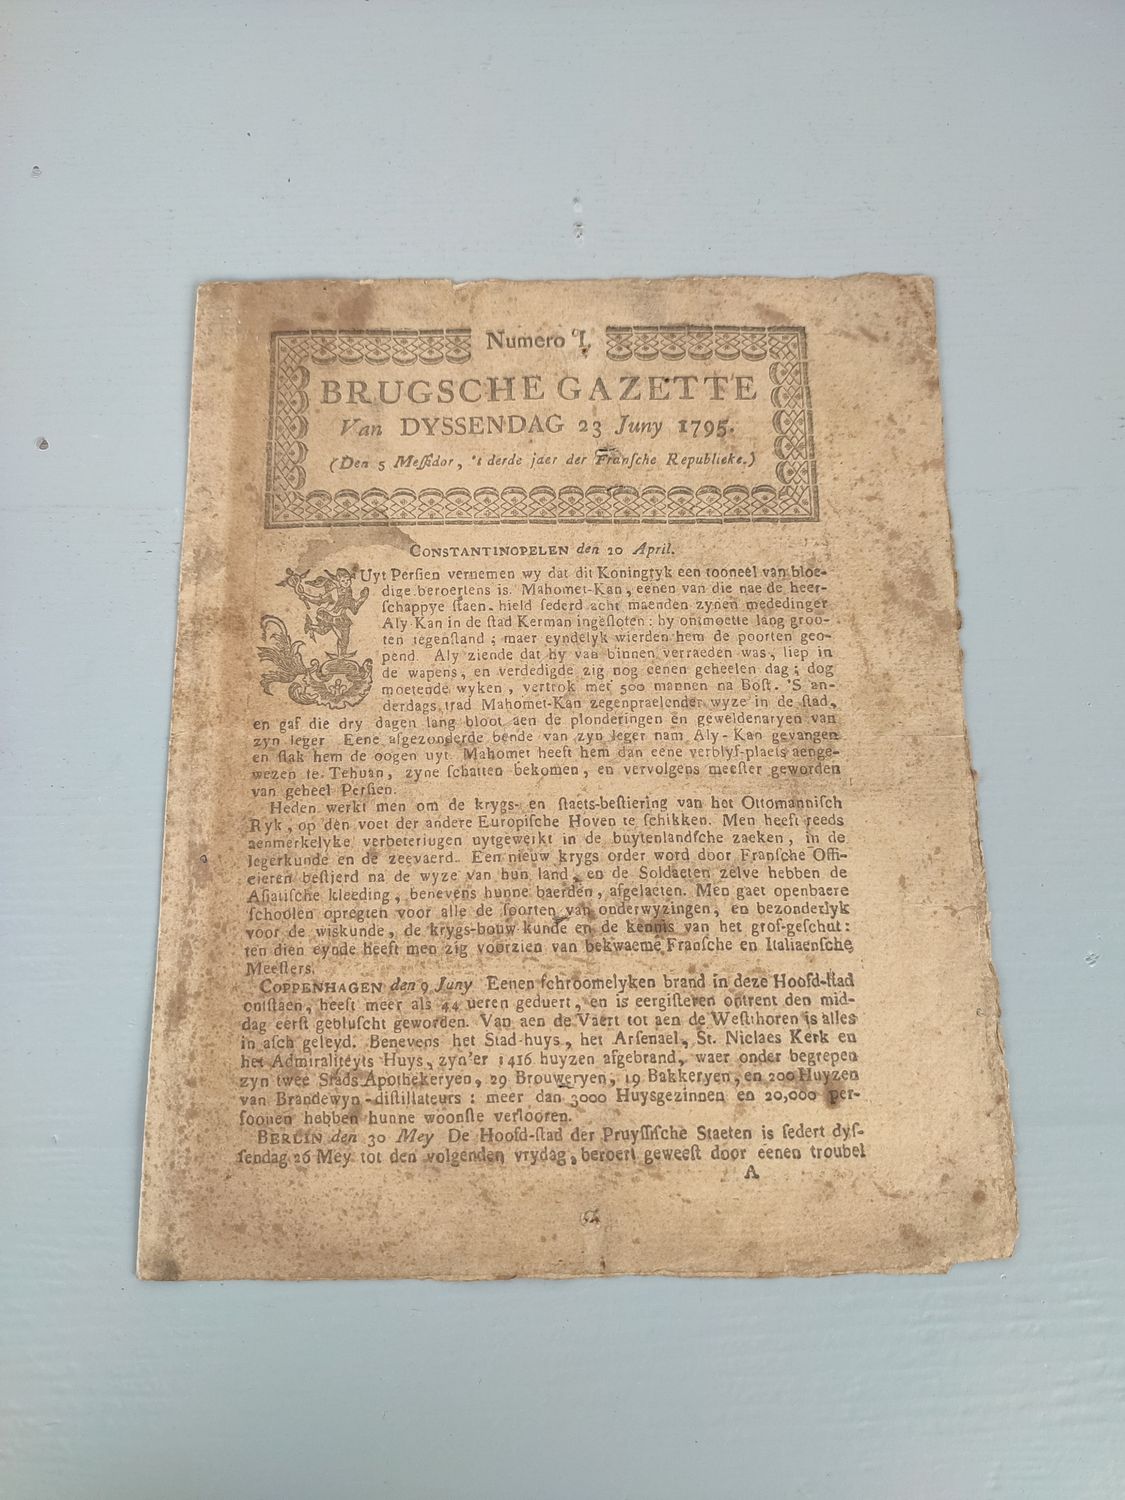 Numero I.
BRUGSCHE GAZETTE
Van DYSSENDAG 23 Juny 1795.
(Den 5 Meſſidor, 't derde jaer der Franſche Republieke.)
CONSTANTINOPELEN den 20 April.
Uyt Perſien vernemen wy dat dit Koningryk een tooneel van bloe-
dige beroertens is. Mahomet-Kan, eenen van die nae de heer-
ſchappye ſtaen, hield ſederd acht maenden zynen mededinger
Aly-Kan in de ſtad Kerman ingeſloten: hy ontmoette lang groo-
ten tegenſtand; maer eyndelyk wierden hem de poorten geo-
pend. Aly ziende dat hy van binnen verraeden was, liep in
de wapens, en verdedigde zig nog eenen geheelen dag; dog
moetende wyken, vertrok met 500 mannen na Boſt. 'S an-
derdags trad Mahomet-Kan zegenpraelender wyze in de ſtad,
en gaf die dry dagen lang bloot aen de plonderingen en geweldenaryen van
zyn leger. Eene afgezonderde bende van zyn leger nam Aly-Kan gevangen
en ſtak hem de oogen uyt. Mahomet heeft hem dan eene verblyf-plaets aenge-
wezen te Tehuan, zyne ſchatten bekomen, en vervolgens meeſter geworden
van geheel Perſien.
Heden werkt men om de krygs- en ſtaets-beſtiering van het Ottomanniſch
Ryk, op den voet der andere Europiſche Hoven te ſchikken. Men heeft reeds
aenmerkelyke verbeteringen uytgewerkt in de buytenlandſche zaeken, in de
legerkunde en de zeevaerd. Een nieuw krygs order word door Franſche Offi-
cieren beſtierd na de wyze van hun land, en de Soldaeten zelve hebben de
Aſiatiſche kleeding, benevens hunne baerden, afgelaeten. Men gaet openbaere
ſchoolen opregten voor alle de ſoorten van onderwyzingen, en bezonderlyk
voor de wiskunde, de krygs-bouw-kunde en de kennis van het grof-geſchut:
ten dien eynde heeft men zig voorzien van bekwaeme Franſche en Italiaenſche
Meeſters.
COPPENHAGEN den 9 Juny Eenen ſchroomelyken brand in deze Hoofd-ſtad
ontſtaen, heeft meer als 44 ueren geduert, en is eergiſteren ontrent den mid-
dag eerſt gebluſcht geworden. Van aen de Vaert tot aen de Weſthoren is alles
in aſch geleyd. Benevens het Stad-huys, het Arſenael, St. Niclaes Kerk en
het Admiraliteyts Huys, zyn'er 1416 huyzen afgebrand, waer onder begrepen
zyn twee Stads Apothekeryen, 29 Brouweryen, 19 Bakkeryen, en 200 Huyzen
van Brandewyn-diſtillateurs: meer dan 3000 Huysgezinnen en 20,000 per-
ſoonen hebben hunne woonſte verlooren.
BERLIN den 30 Mey De Hoofd-ſtad der Pruyſſiſche Staeten is ſedert dyſ-
ſendag 26 Mey tot den volgenden vrydag, beroert geweeſt door eenen troubel
A